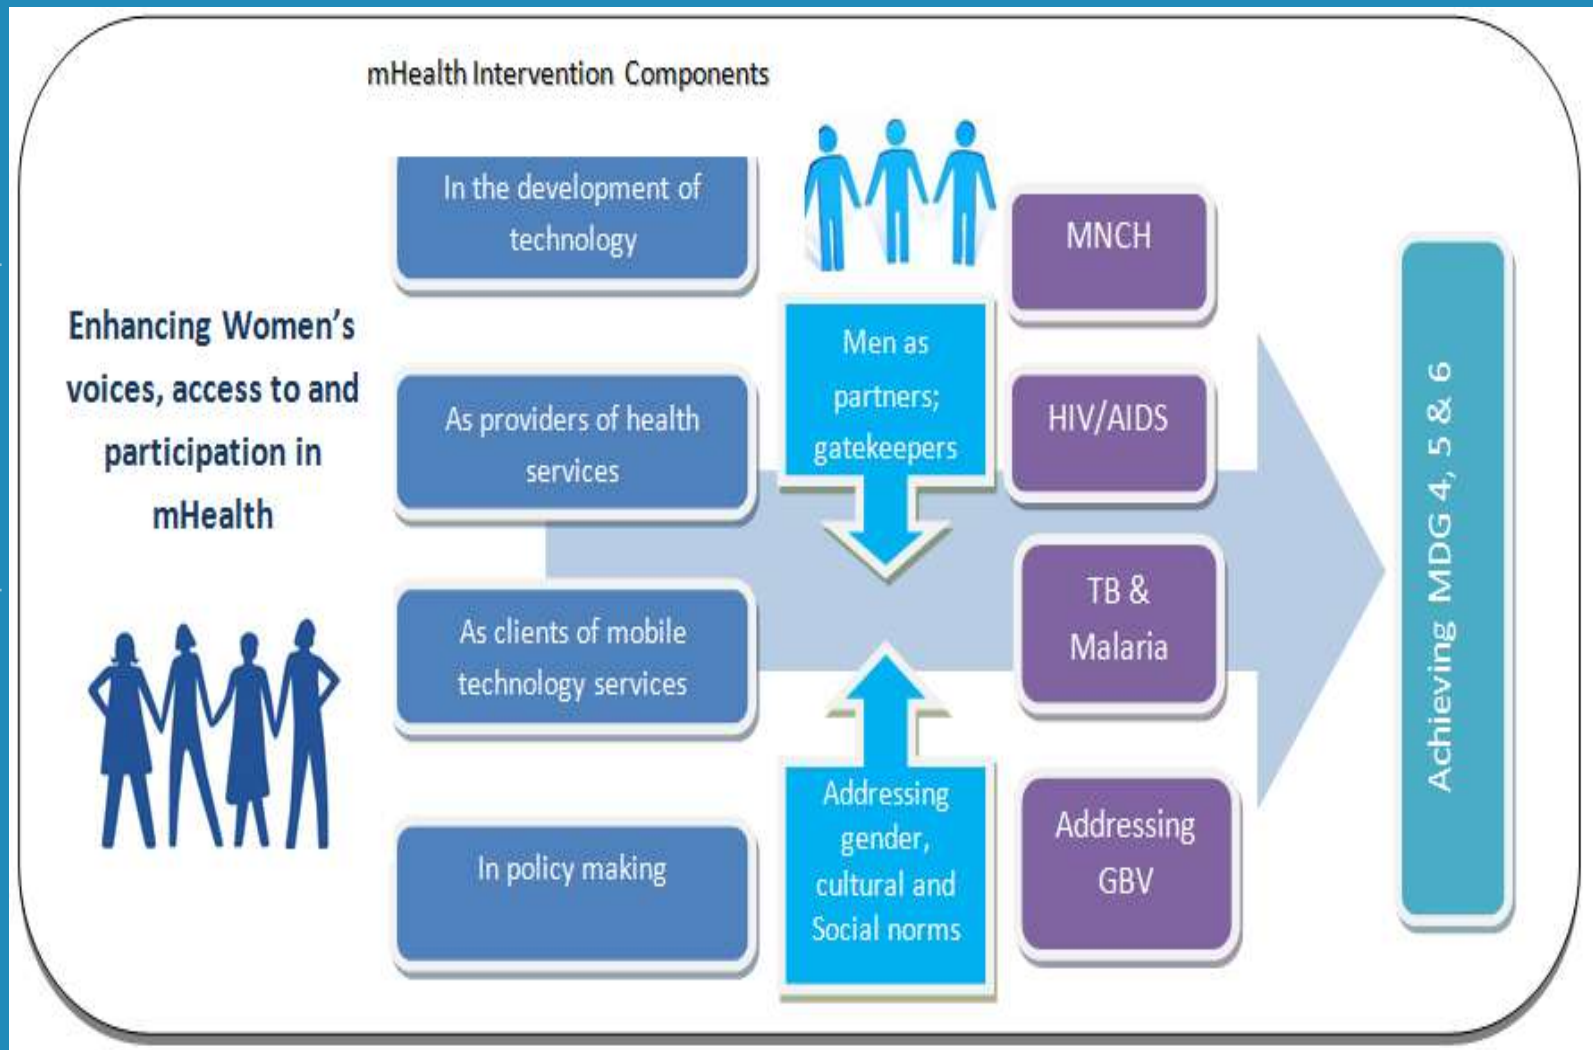 mHealth Intervention Components
Enhancing Women's
voices, access to and
participation in
mHealth
In the development of
technology
As providers of health
services
As clients of mobile
technology services
In policy making
Men as
partners;
gatekeepers
Addressing
gender,
cultural and
Social norms
MNCH
HIV/AIDS
TB &
Malaria
Addressing
GBV
Achieving MDG 4, 5 & 6